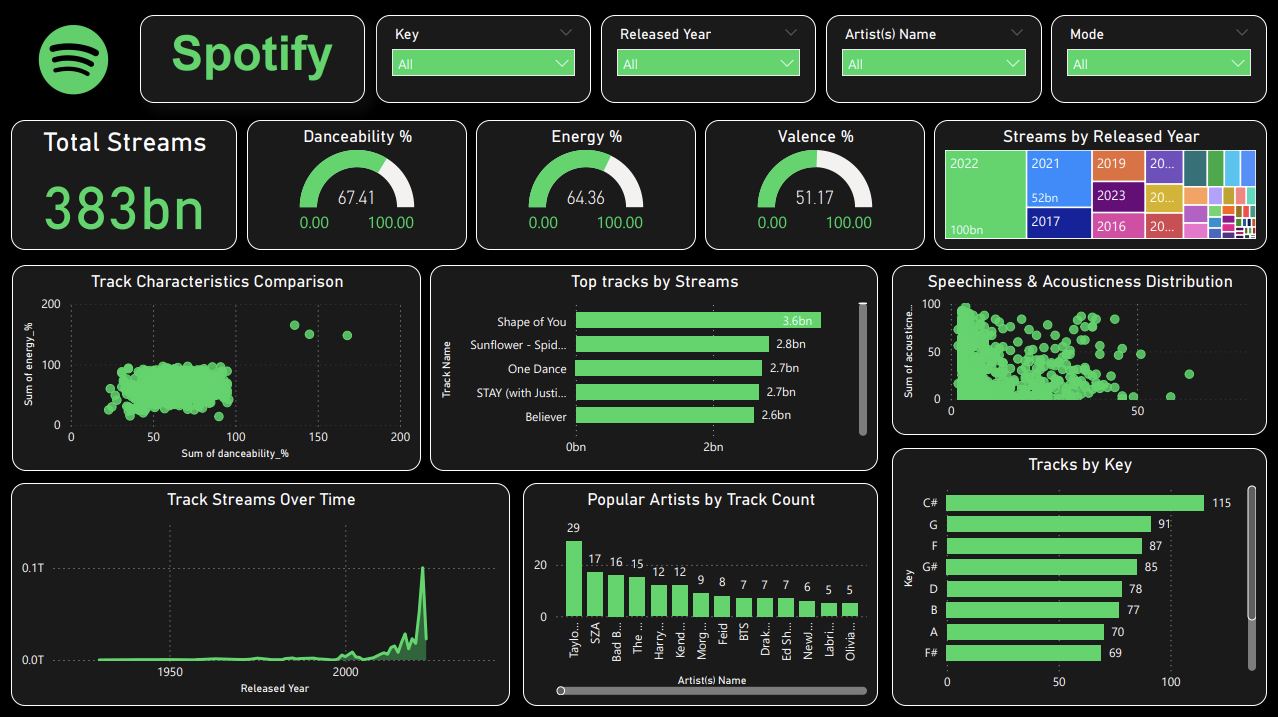 Spotify
Key
All
Released Year
All
Artist(s) Name
All
Mode
All
Total Streams
383bn
Danceability %
67.41
0.00
100.00
Energy %
64.36
0.00
100.00
Valence %
51.17
0.00
100.00
Streams by Released Year
2022
100bn
2021
52bn
2017
2019
2023
2016
20...
20...
20...
Track Characteristics Comparison
Sum of energy_%
200
100
0
0
50
100
150
200
Sum of danceability_%
Top tracks by Streams
Track Name
Shape of You
3.6bn
Sunflower - Spid...
2.8bn
One Dance
2.7bn
STAY (with Justi...
2.7bn
Believer
2.6bn
0bn
2bn
Speechiness & Acousticness Distribution
Sum of acousticne...
100
50
0
0
50
Track Streams Over Time
0.1T
0.0T
1950
2000
Released Year
Popular Artists by Track Count
20
0
29
17
16
15
12
12
9
8
7
7
7
6
5
5
Taylo...
SZA
Bad B...
The ...
Harry...
Kend...
Morg...
Feid
BTS
Drak...
Ed Sh...
NewJ...
Labri...
Olivia...
Artist(s) Name
Tracks by Key
Key
C#
115
G
91
F
87
G#
85
D
78
B
77
A
70
F#
69
0
50
100